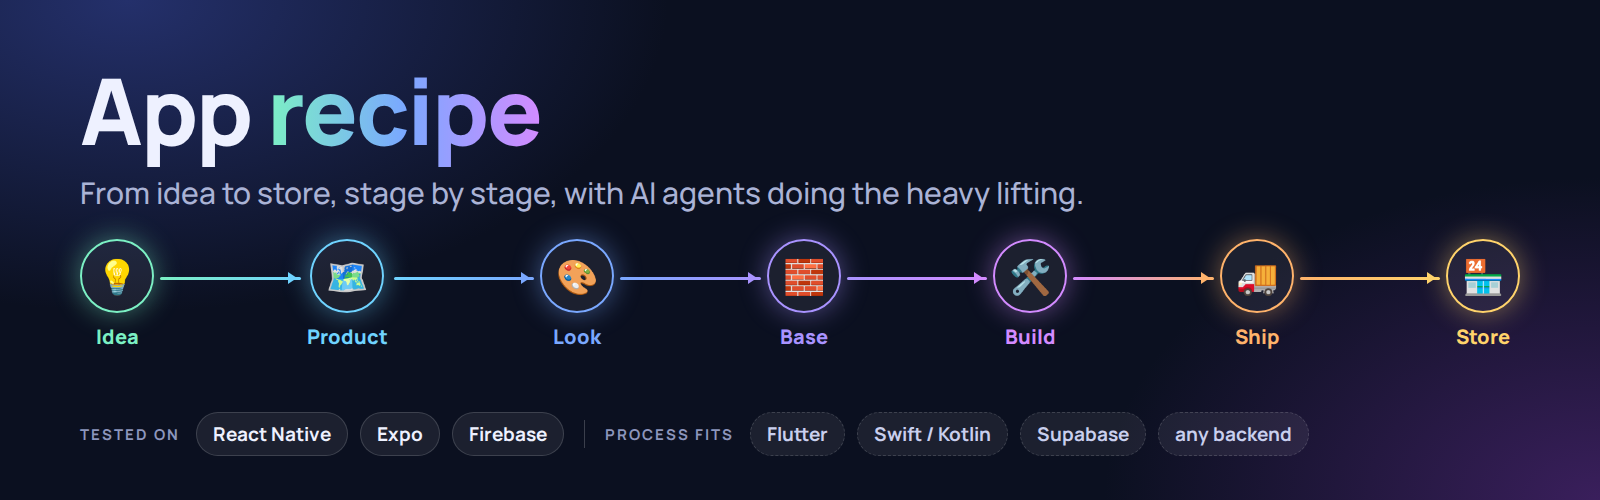 App recipe
From idea to store, stage by stage, with AI agents doing the heavy lifting.
24
Idea Product Look Base Build Ship Store
TESTED ON React Native Expo Firebase PROCESS FITS Flutter Swift / Kotlin Supabase any backend